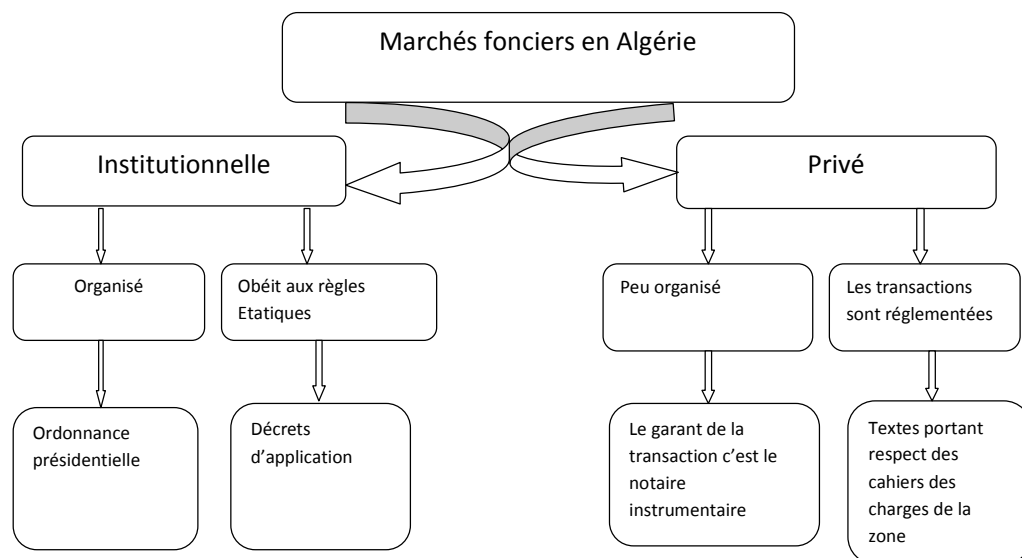 Marchés fonciers en Algérie
Institutionnelle
Privé
Organisé
Obéit aux règles
Etatiques
Peu organisé
Les transactions
sont réglementées
Ordonnance
présidentielle
Décrets
d’application
Le garant de la
transaction c’est le
notaire
instrumentaire
Textes portant
respect des
cahiers des
charges de la
zone